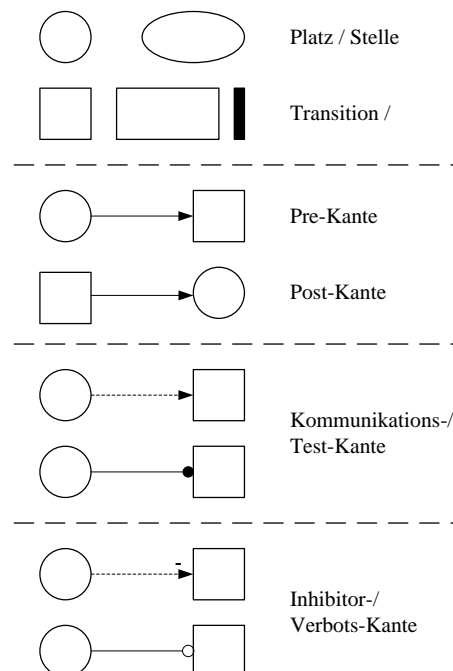 Platz / Stelle
Transition /
Pre-Kante
Post-Kante
Kommunikations-/
Test-Kante
-
Inhibitor-/
Verbots-Kante